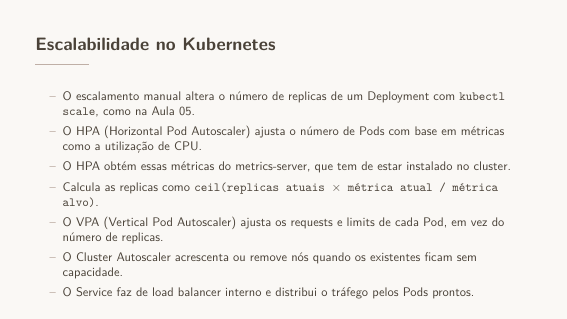 Escalabilidade no Kubernetes
– O escalamento manual altera o número de replicas de um Deployment com kubectl
scale, como na Aula 05.
– O HPA (Horizontal Pod Autoscaler) ajusta o número de Pods com base em métricas
como a utilização de CPU.
– O HPA obtém essas métricas do metrics-server, que tem de estar instalado no cluster.
– Calcula as replicas como ceil(replicas atuais × métrica atual / métrica
alvo).
– O VPA (Vertical Pod Autoscaler) ajusta os requests e limits de cada Pod, em vez do
número de replicas.
– O Cluster Autoscaler acrescenta ou remove nós quando os existentes ficam sem
capacidade.
– O Service faz de load balancer interno e distribui o tráfego pelos Pods prontos.